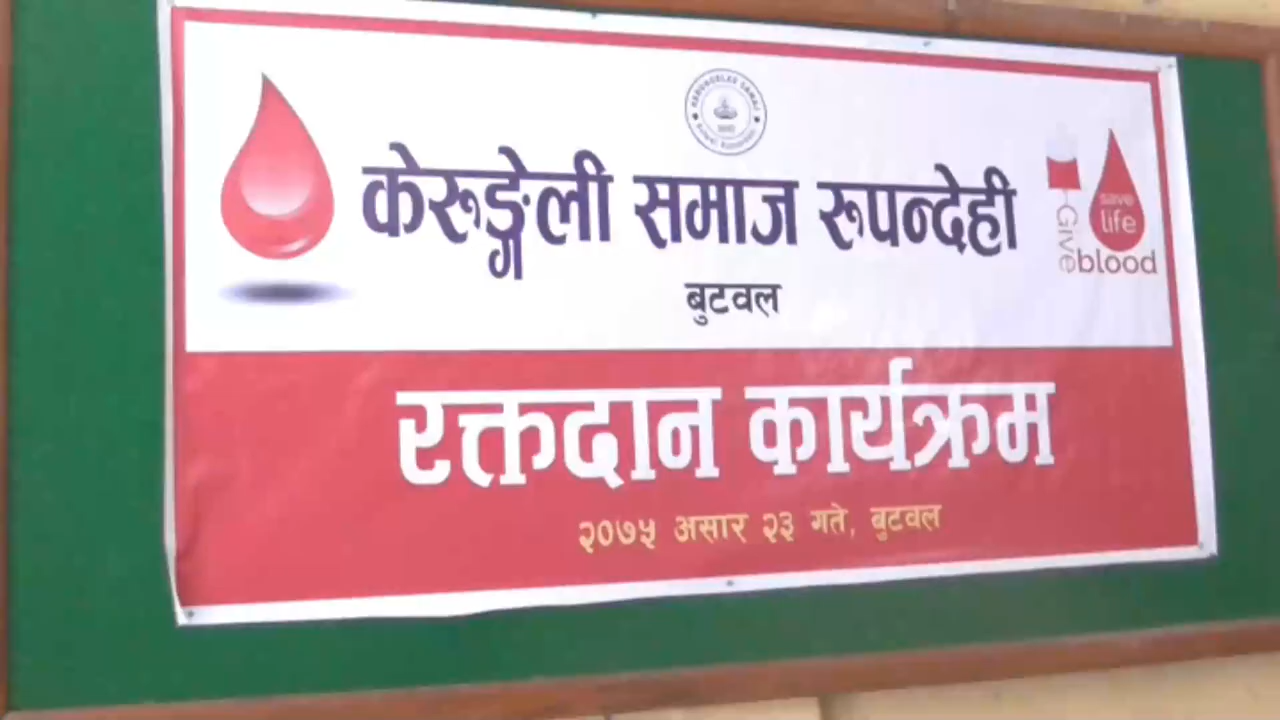 केरुङ्गेली समाज रुपन्देही
save
life
Give
blood
बुटवल
रक्तदान कार्यक्रम
२०७५ असार २३ गते, बुटवल